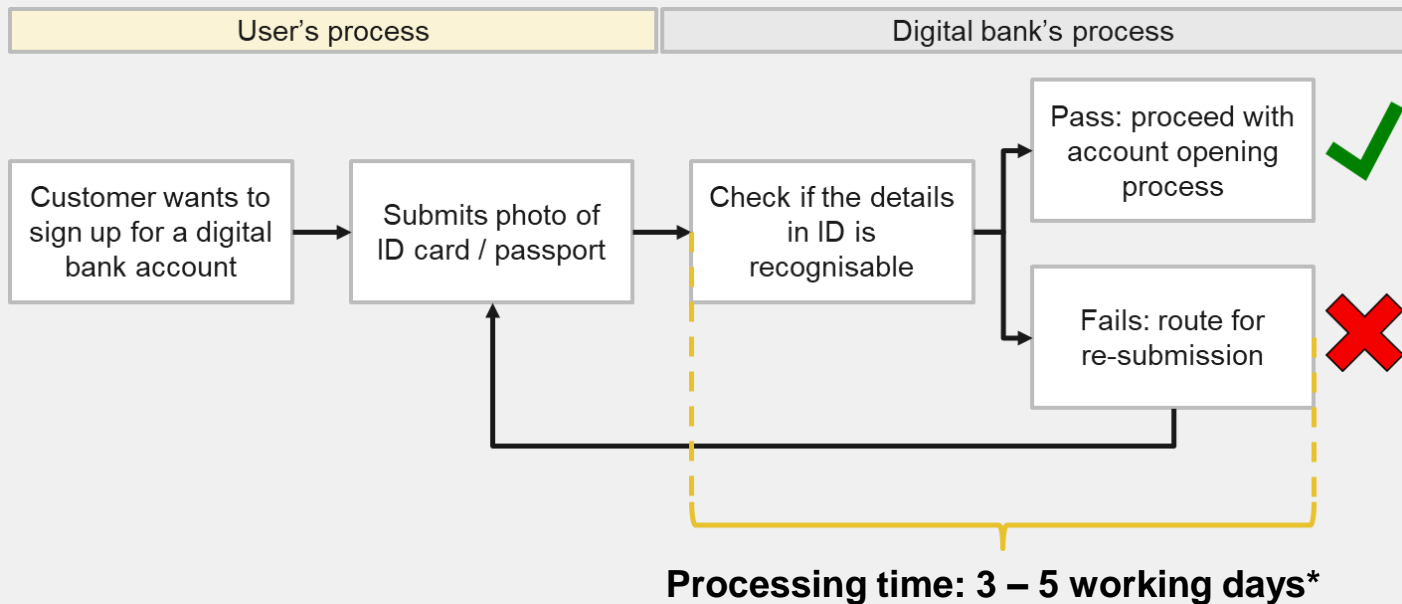 User's process
Digital bank's process
Customer wants to
sign up for a digital
bank account
Submits photo of
ID card / passport
Check if the details
in ID is
recognisable
Pass: proceed with
account opening
process
Fails: route for
re-submission
Processing time: 3 – 5 working days*